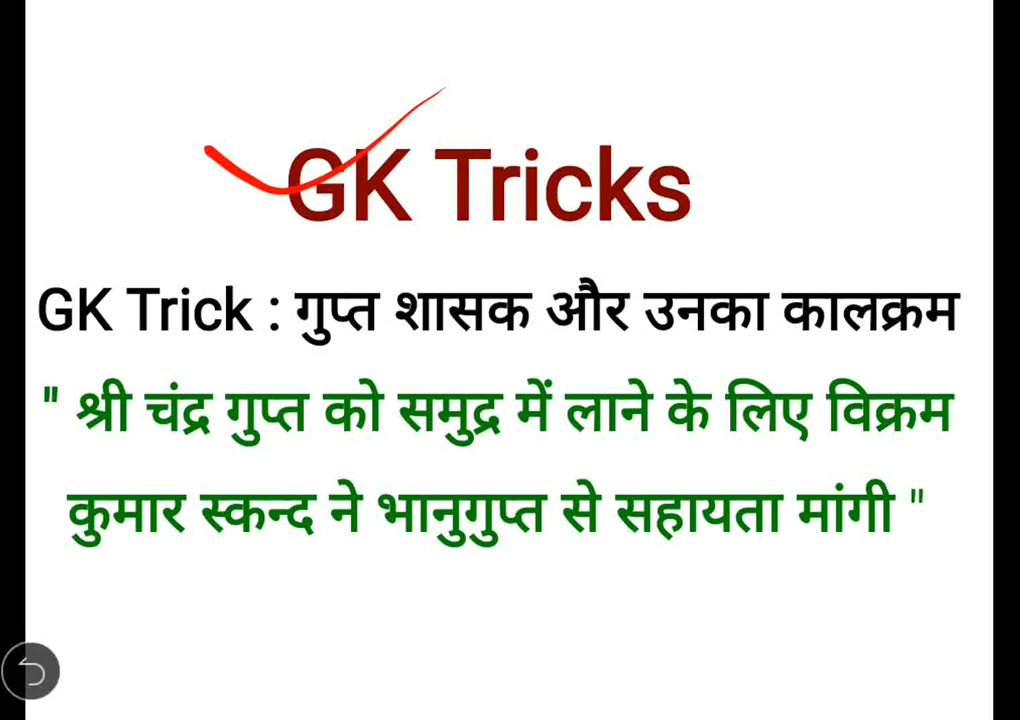 GK Tricks
GK Trick : गुप्त शासक और उनका कालक्रम
" श्री चंद्र गुप्त को समुद्र में लाने के लिए विक्रम
कुमार स्कन्द ने भानुगुप्त से सहायता मांगी "